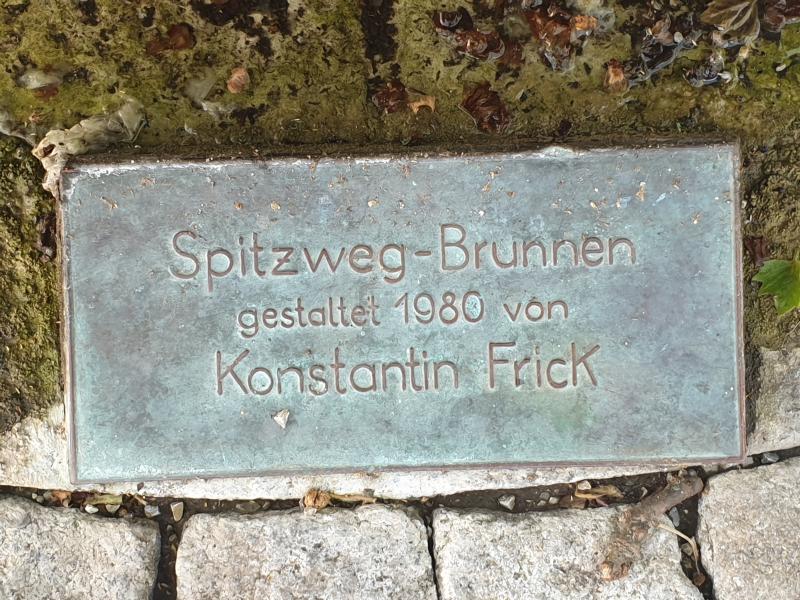 Spitzweg-Brunnen
gestaltet 1980 von
Konstantin Frick